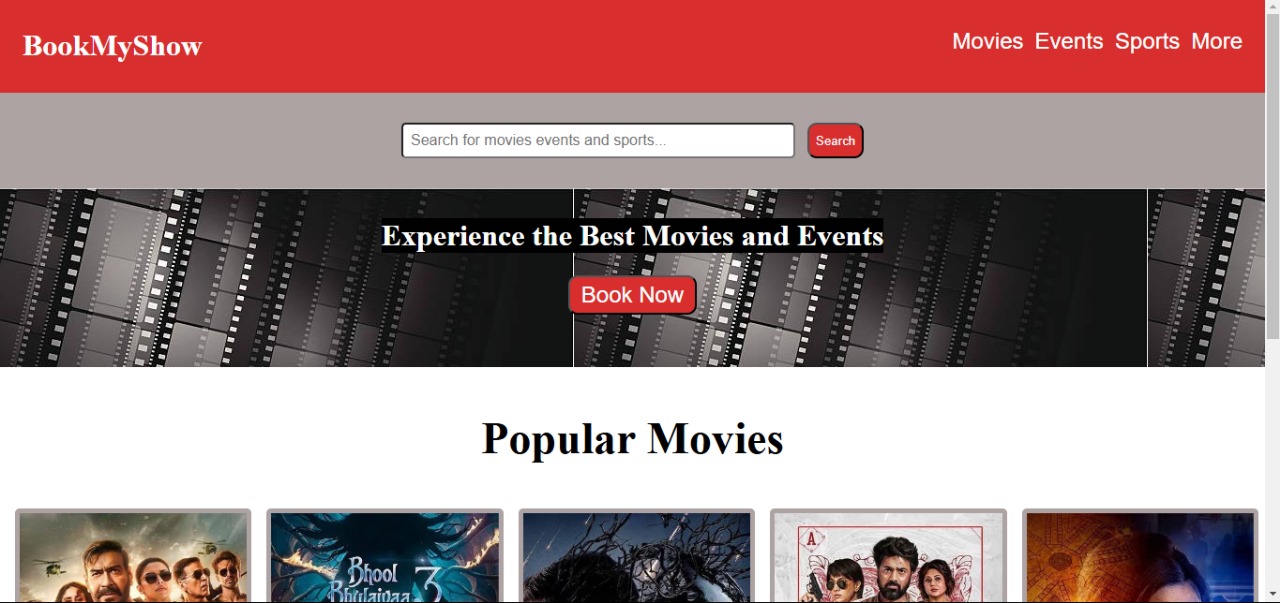 BookMyShow
Movies Events Sports More
Search for movies events and sports...
Search
Experience the Best Movies and Events
Book Now
Popular Movies
A
Bhool
Bhulaiyaa 3